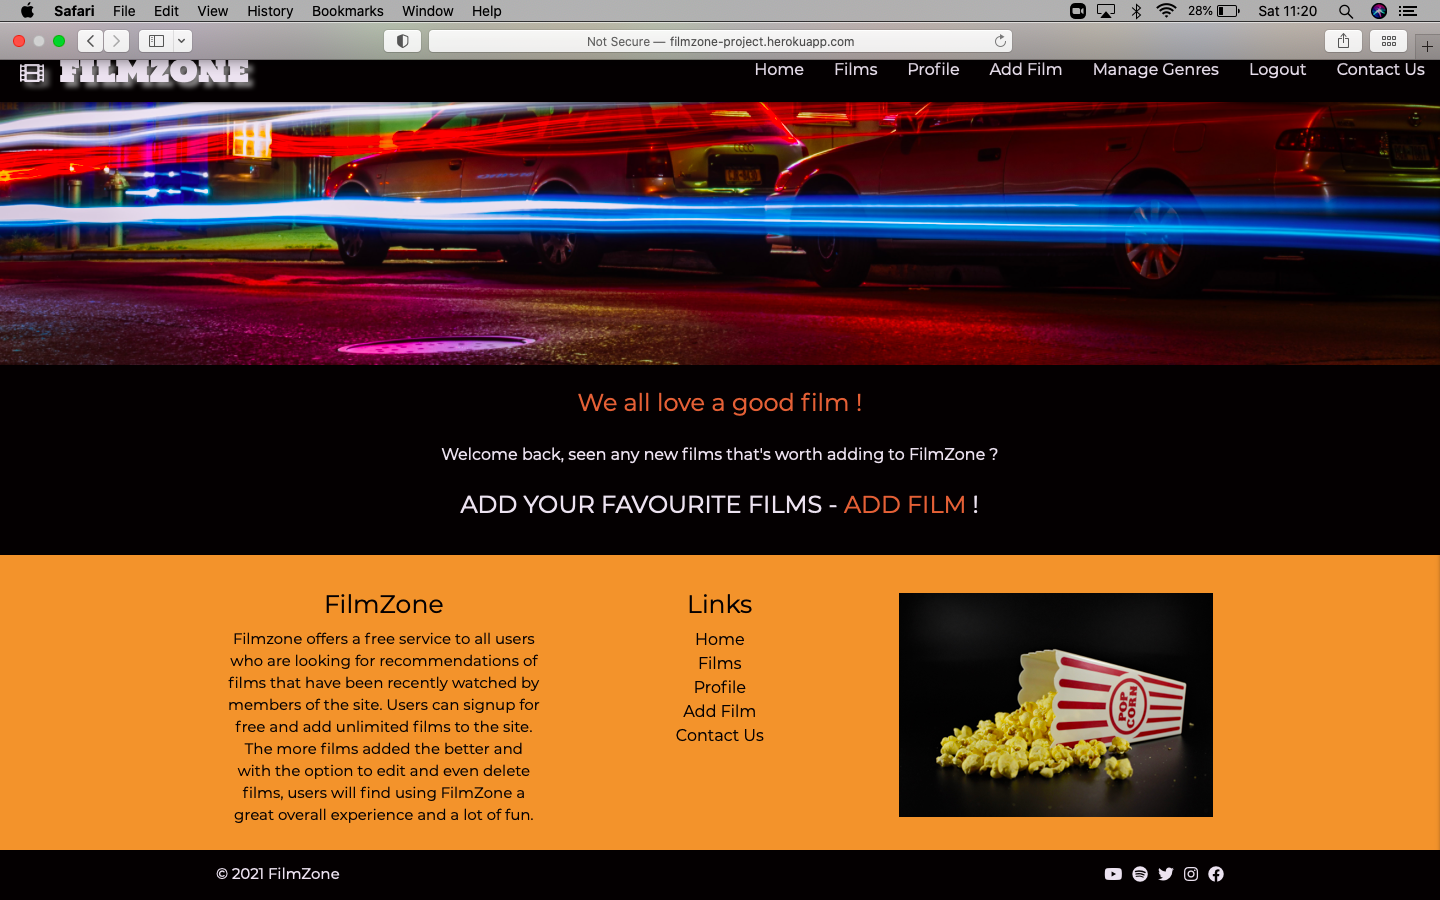 Safari File Edit View History Bookmarks Window Help 28% Sat 11:20
Not Secure — filmzone-project.herokuapp.com
FILMZONE Home Films Profile Add Film Manage Genres Logout Contact Us
We all love a good film !
Welcome back, seen any new films that's worth adding to FilmZone ?
ADD YOUR FAVOURITE FILMS - ADD FILM !
FilmZone
Filmzone offers a free service to all users
who are looking for recommendations of
films that have been recently watched by
members of the site. Users can signup for
free and add unlimited films to the site.
The more films added the better and
with the option to edit and even delete
films, users will find using FilmZone a
great overall experience and a lot of fun.
Links
Home
Films
Profile
Add Film
Contact Us
POP
CORN
© 2021 FilmZone